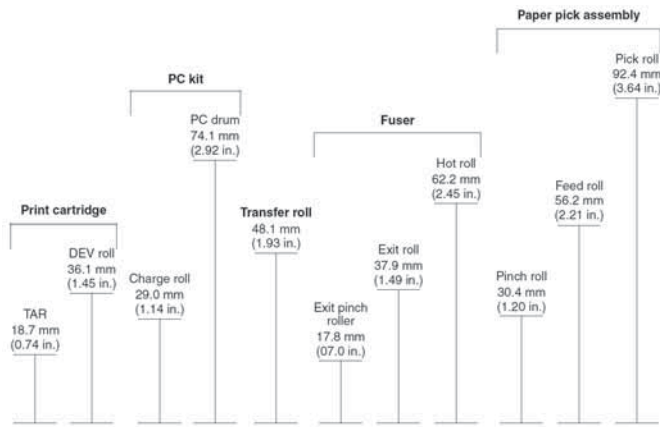 Paper pick assembly
Pick roll
92.4 mm
(3.64 in.)
PC kit
PC drum
74.1 mm
(2.92 in.)
Fuser
Hot roll
62.2 mm
(2.45 in.)
Feed roll
56.2 mm
(2.21 in.)
Print cartridge
Transfer roll
48.1 mm
(1.93 in.)
DEV roll
36.1 mm
(1.45 in.)
Exit roll
37.9 mm
(1.49 in.)
Charge roll
29.0 mm
(1.14 in.)
Pinch roll
30.4 mm
(1.20 in.)
TAR
18.7 mm
(0.74 in.)
Exit pinch
roller
17.8 mm
(07.0 in.)